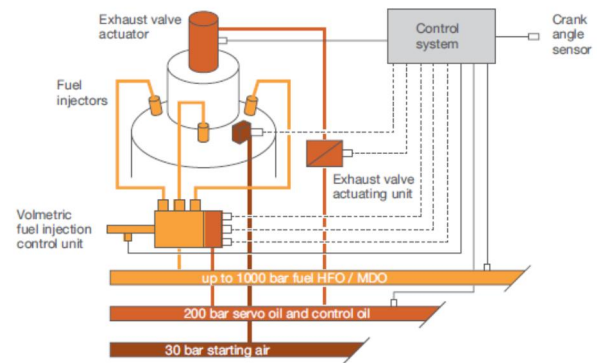 Exhaust valve
actuator
Control
system
Crank
angle
sensor
Fuel
injectors
Exhaust valve
actuating unit
Volmetric
fuel injection
control unit
up to 1000 bar fuel HFO / MDO
200 bar servo oil and control oil
30 bar starting air